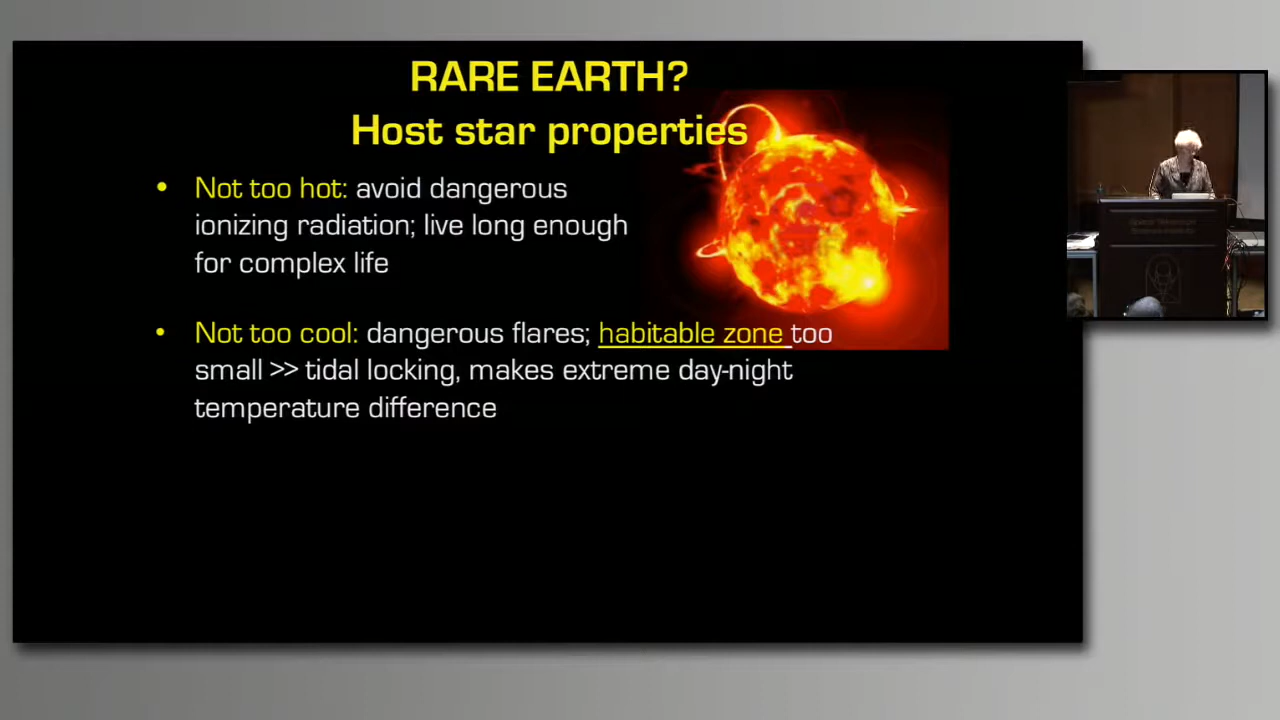 RARE EARTH?
Host star properties
• Not too hot: avoid dangerous
ionizing radiation; live long enough
for complex life
• Not too cool: dangerous flares; habitable zone too
small >> tidal locking, makes extreme day-night
temperature difference